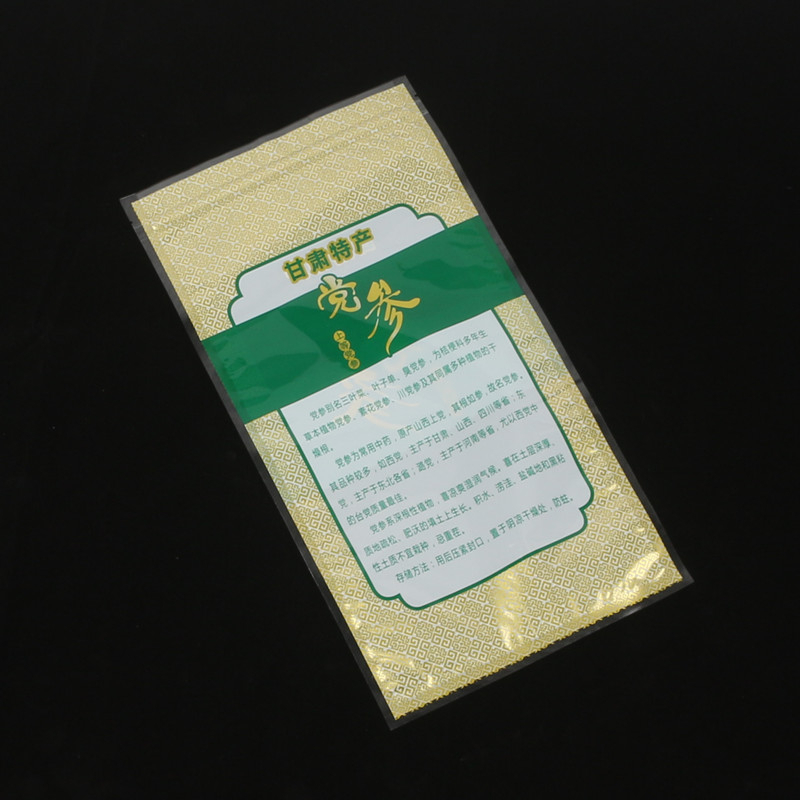 甘肃特产
党参
党参别名三叶菜、叶子草、臭党参，为桔梗科多年生
草本植物党参、素花党参、川党参及其同属多种植物的干
燥根。
党参为常用中药，原产山西上党，其根如参，故名党参。
其品种较多，如西党，主产于甘肃、山西、四川等省；东
党，主产于东北各省；潞党，主产于河南等省，尤以西党中
的台党质量最佳。
党参系深根性植物，喜凉爽湿润气候，喜在土层深厚、
质地疏松、肥沃的壤土上生长。积水、涝洼、盐碱地和黑粘
性土质不宜栽种，忌重茬。
存储方法：用后压紧封口，置于阴凉干燥处，防蛀。